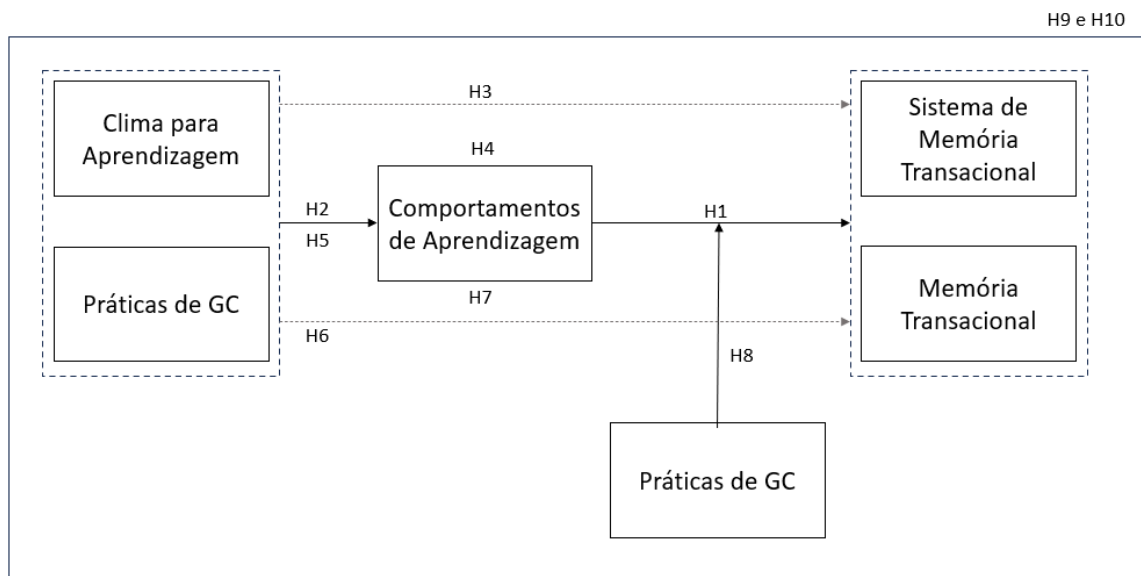 H9 e H10
Clima para
Aprendizagem
Práticas de GC
H3
H4
H2
H5
Comportamentos
de Aprendizagem
H7
H6
H1
H8
Práticas de GC
Sistema de
Memória
Transacional
Memória
Transacional